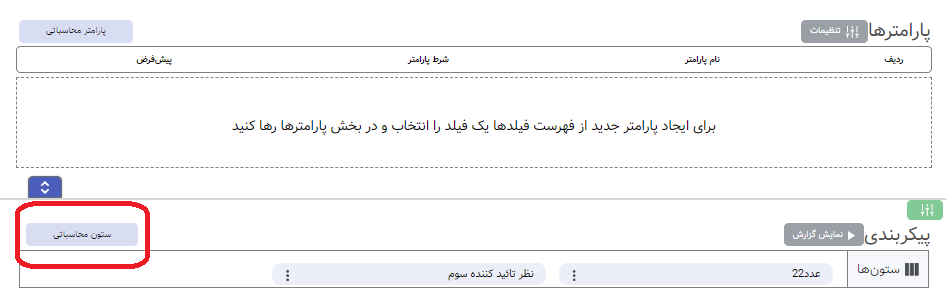 پارامترها
تنظیمات
پارامتر محاسباتی
ردیف
نام پارامتر
شرط پارامتر
پیش‌فرض
برای ایجاد پارامتر جدید از فهرست فیلدها یک فیلد را انتخاب و در بخش پارامترها رها کنید
پیکربندی
نمایش گزارش
ستون محاسباتی
ستون‌ها
عدد22
نظر تائید کننده سوم